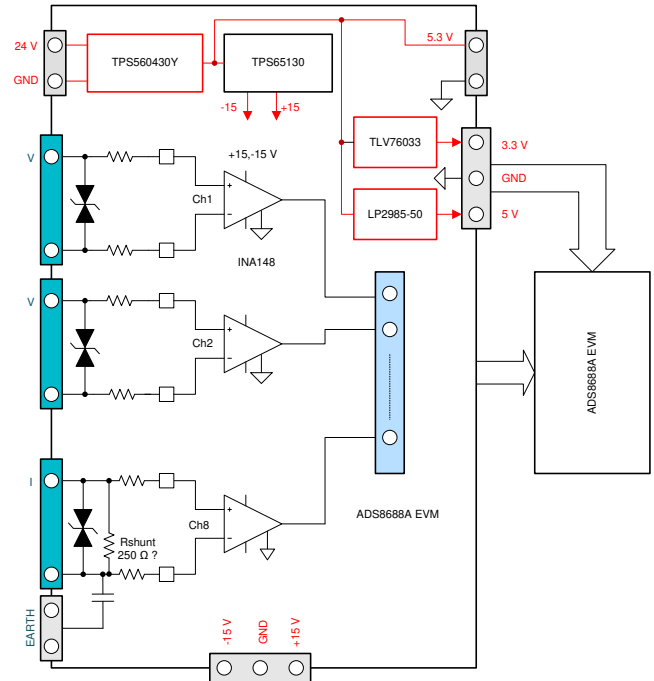 24 V
GND
TPS560430Y
TPS65130
5.3 V
-15
+15
TLV76033
3.3 V
GND
LP2985-50
5 V
V
+15,-15 V
Ch1
INA148
V
Ch2
ADS8688A EVM
I
Ch8
Rshunt
250 Ω ?
ADS8688A EVM
EARTH
-15 V
GND
+15 V